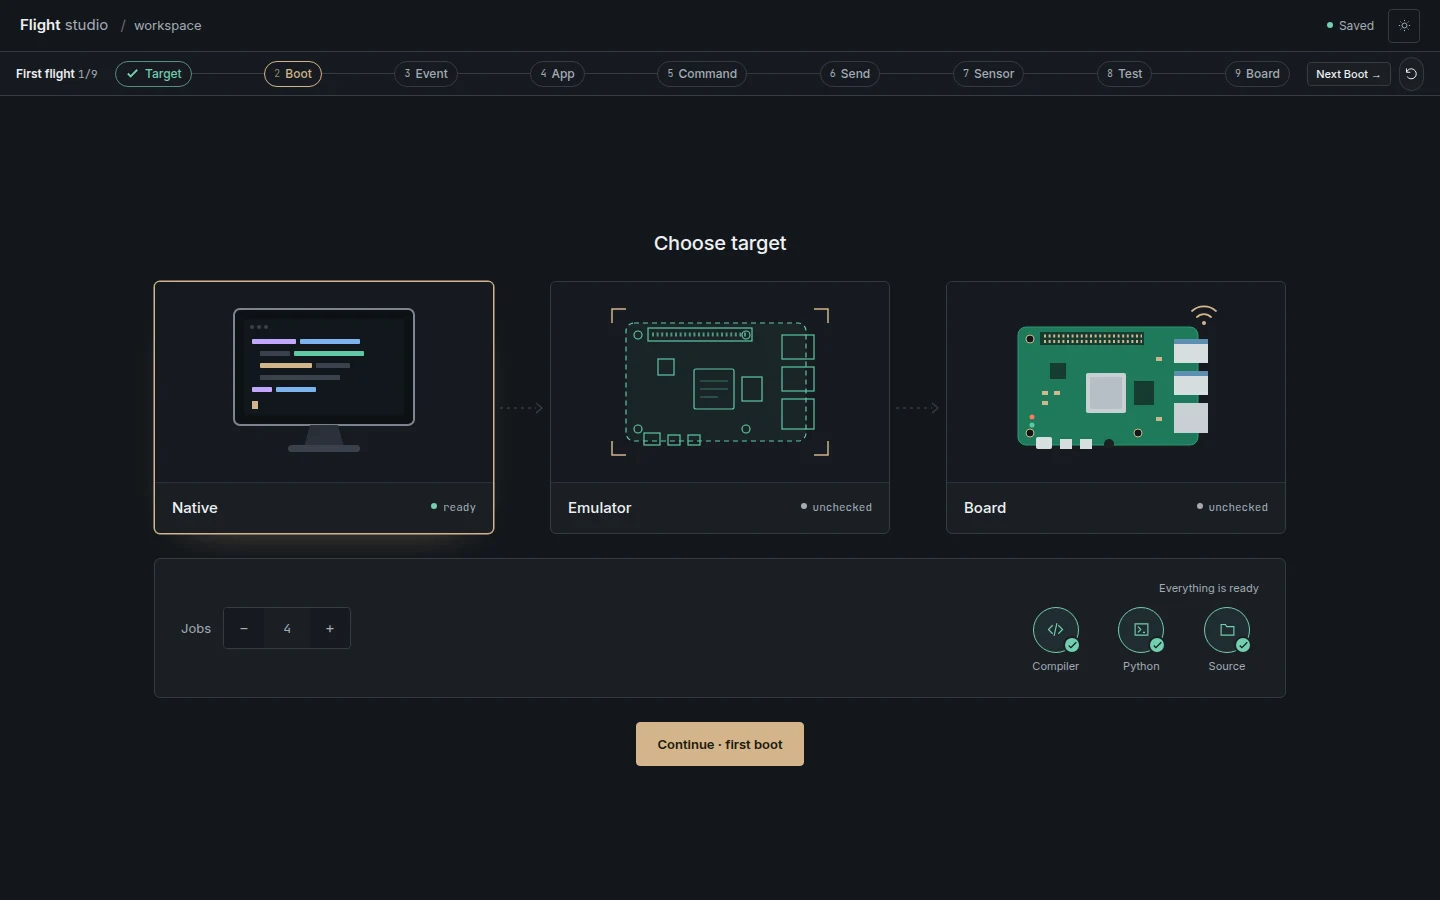 Flight studio / workspace
Saved
First flight 1/9
Target
2 Boot
3 Event
4 App
5 Command
6 Send
7 Sensor
8 Test
9 Board
Next Boot →
Choose target
Native
ready
Emulator
unchecked
Board
unchecked
Everything is ready
Jobs
− 4 +
Compiler
Python
Source
Continue · first boot